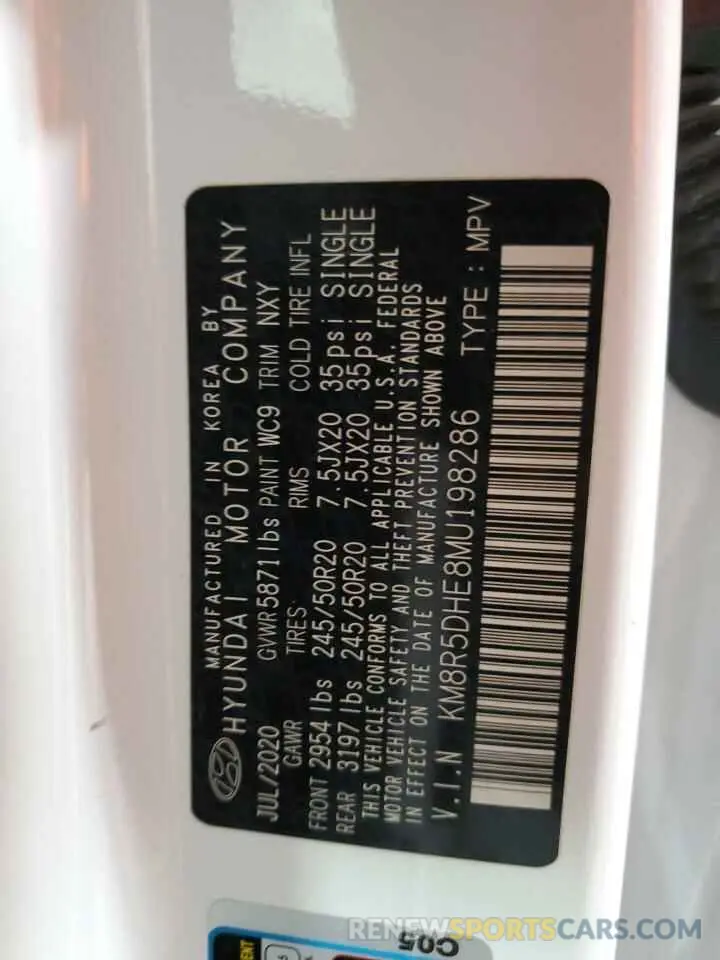 MANUFACTURED IN KOREA BY
HYUNDAI MOTOR COMPANY
JUL/2020 GVWR 5871 lbs PAINT WC9 TRIM NXY
GAWR TIRES RIMS COLD TIRE INFL
FRONT 2954 lbs 245/50R20 7.5JX20 35psi SINGLE
REAR 3197 lbs 245/50R20 7.5JX20 35psi SINGLE
THIS VEHICLE CONFORMS TO ALL APPLICABLE U.S.A. FEDERAL
MOTOR VEHICLE SAFETY AND THEFT PREVENTION STANDARDS
IN EFFECT ON THE DATE OF MANUFACTURE SHOWN ABOVE
V.I.N KM8R5DHE8MU198286 TYPE : MPV
RENEWSPORTSCARS.COM